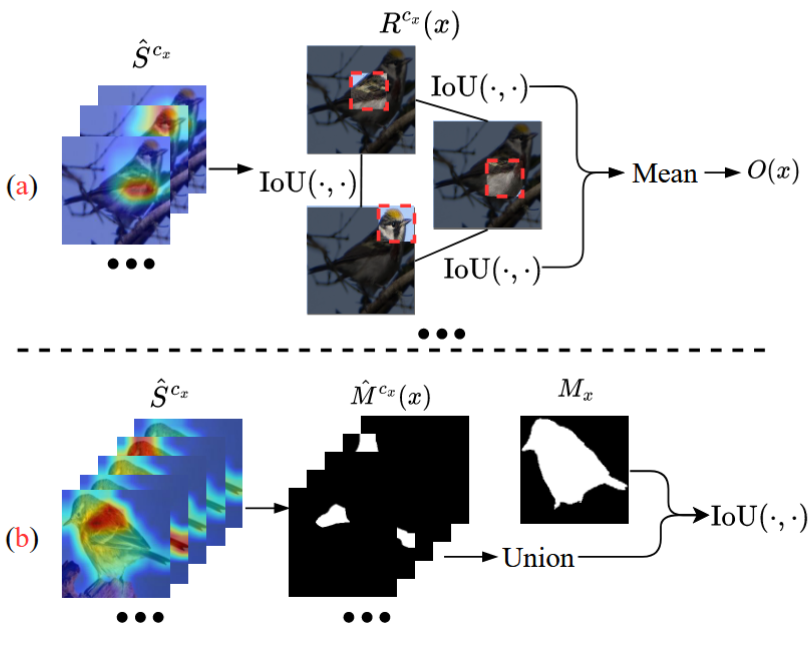 R^{c_x}(x)
Ŝ^{c_x}
IoU(·,·)
(a)
IoU(·,·)
Mean
O(x)
IoU(·,·)
Ŝ^{c_x}
M̂^{c_x}(x)
M_x
(b)
IoU(·,·)
Union